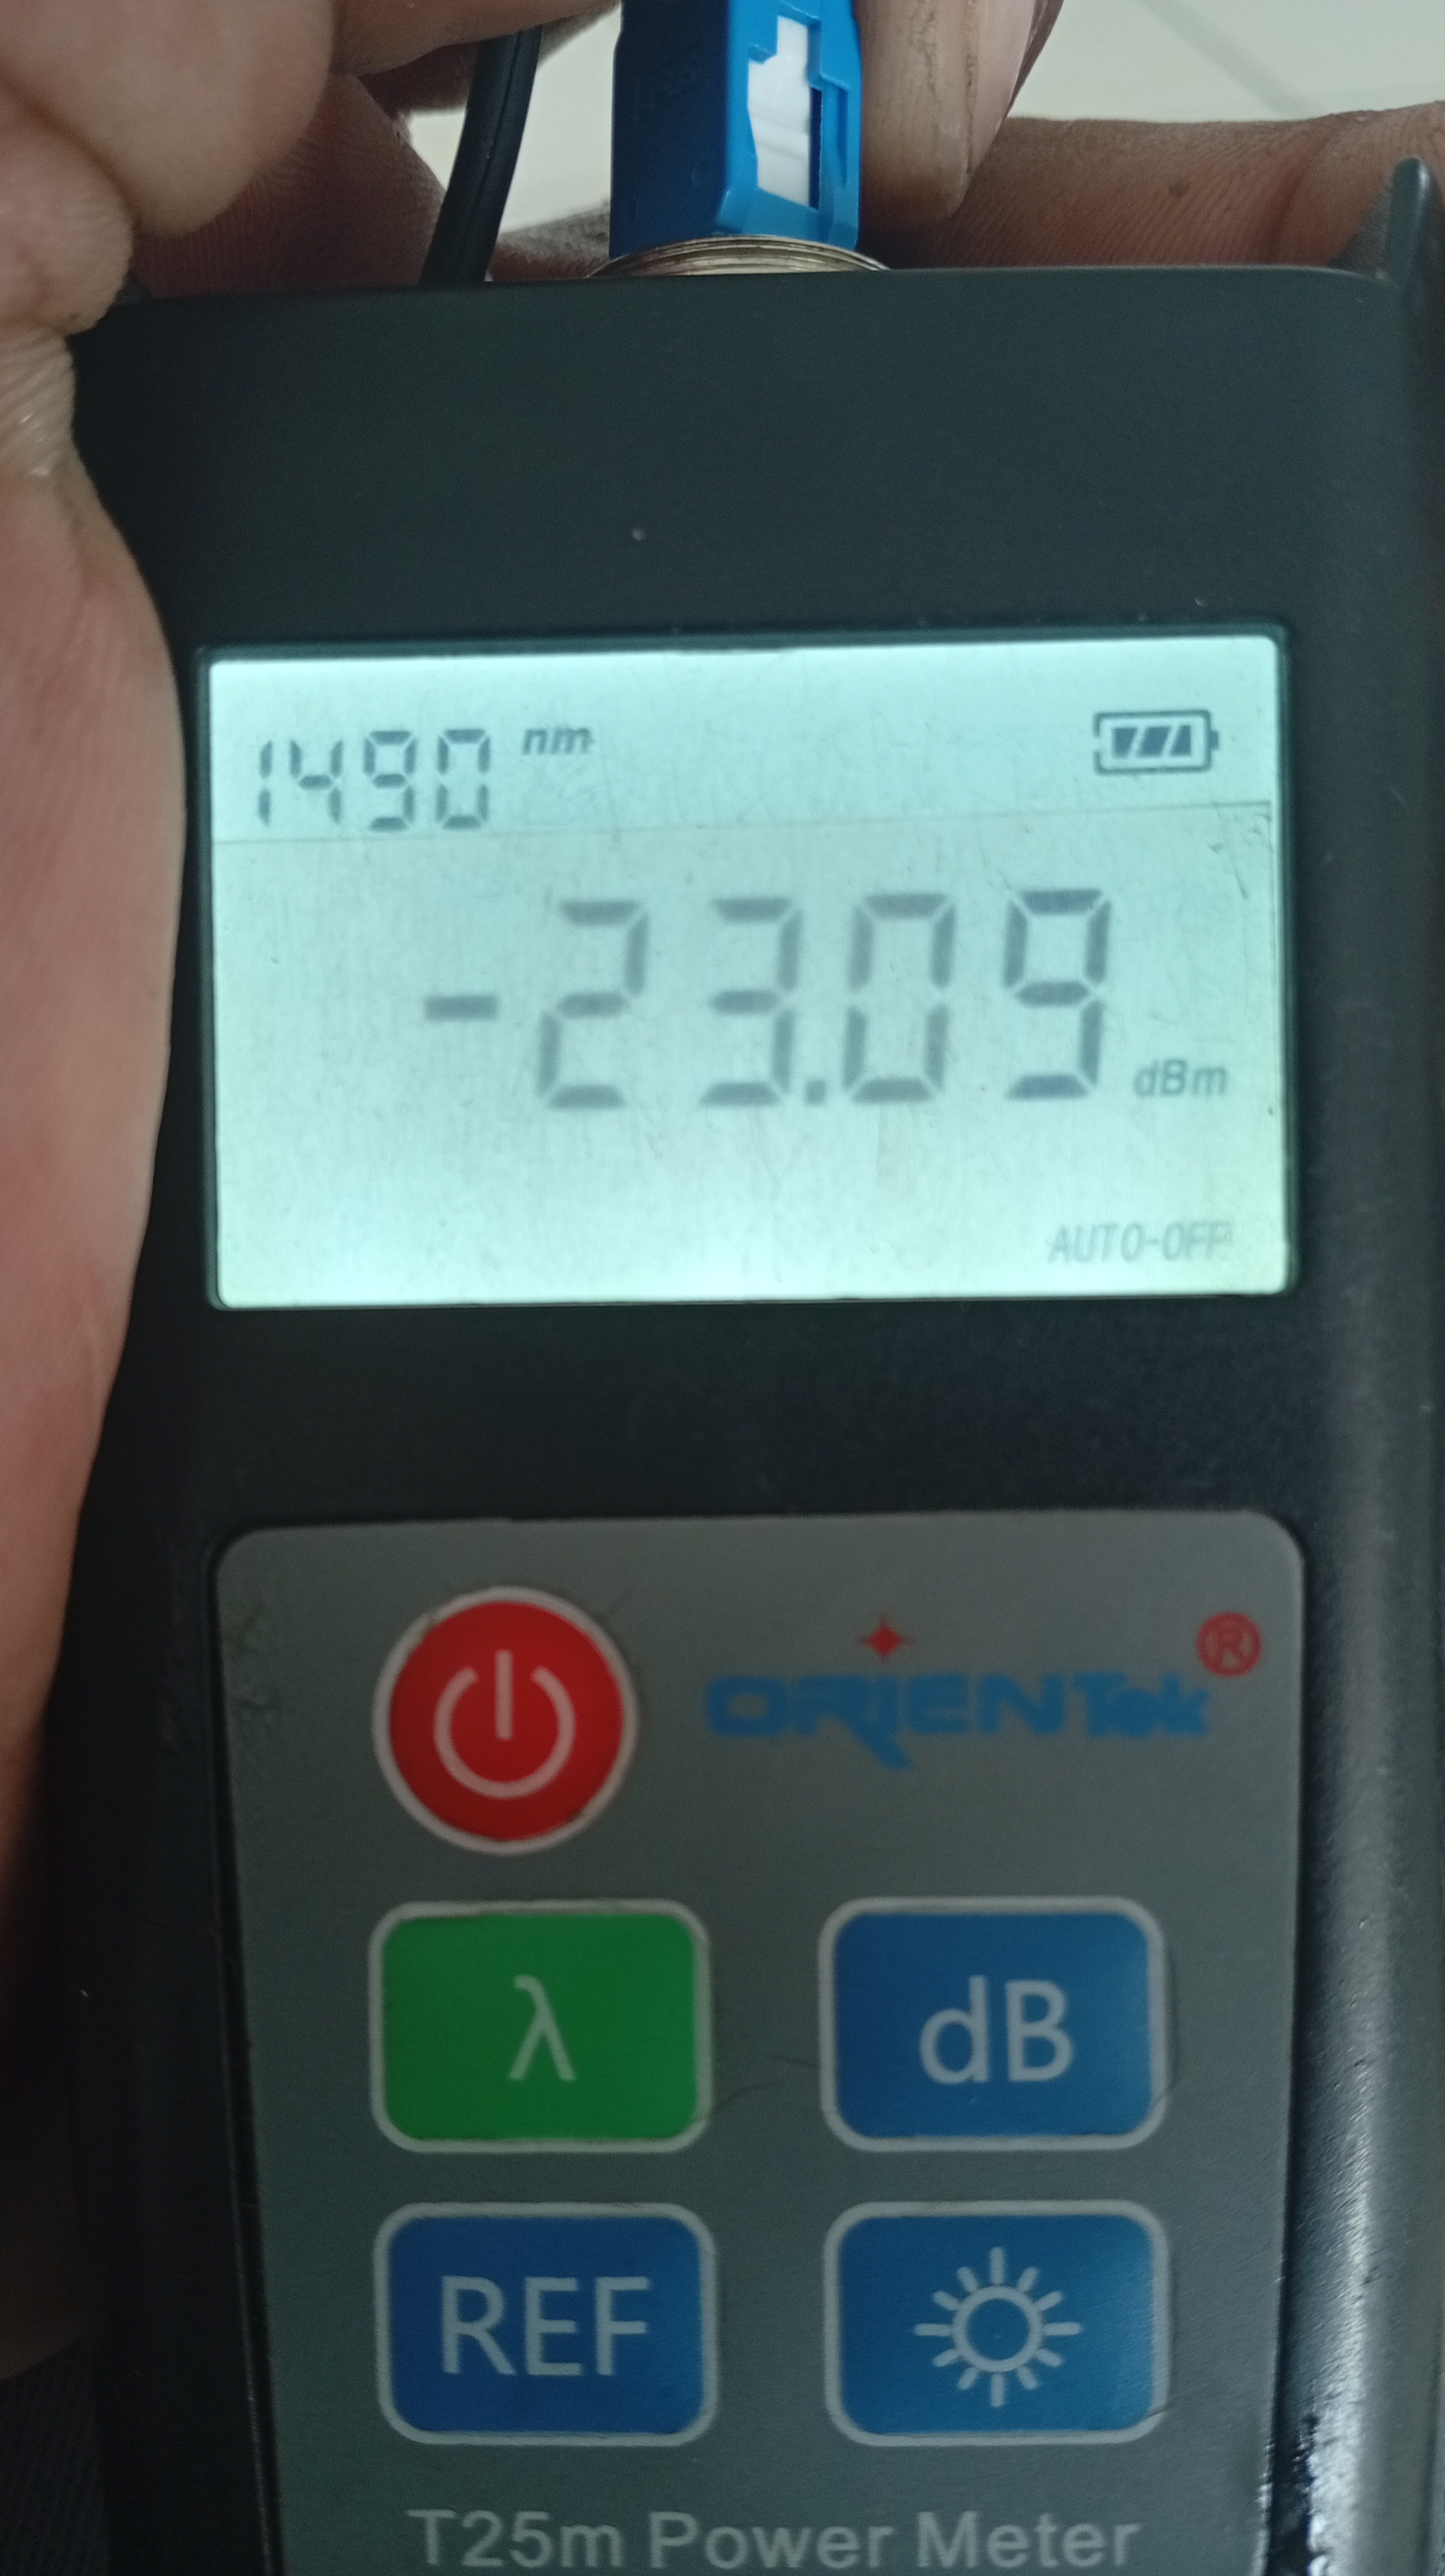 1490 nm
-23.09 dBm
AUTO-OFF
ORIENTek®
λ dB
REF
T25m Power Meter